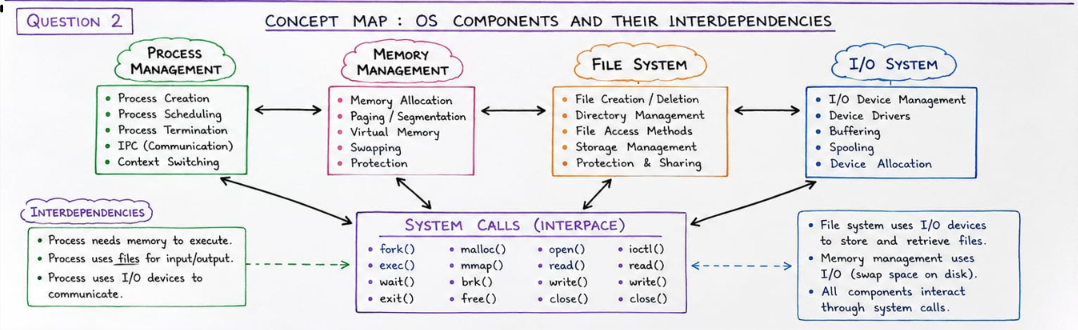 QUESTION 2
CONCEPT MAP : OS COMPONENTS AND THEIR INTERDEPENDENCIES
PROCESS
MANAGEMENT
• Process Creation
• Process Scheduling
• Process Termination
• IPC (Communication)
• Context Switching
MEMORY
MANAGEMENT
• Memory Allocation
• Paging / Segmentation
• Virtual Memory
• Swapping
• Protection
FILE SYSTEM
• File Creation / Deletion
• Directory Management
• File Access Methods
• Storage Management
• Protection & Sharing
I/O SYSTEM
• I/O Device Management
• Device Drivers
• Buffering
• Spooling
• Device Allocation
INTERDEPENDENCIES
• Process needs memory to execute.
• Process uses files for input/output.
• Process uses I/O devices to
communicate.
SYSTEM CALLS (INTERPACE)
• fork() • malloc() • open() • ioctl()
• exec() • mmap() • read() • read()
• wait() • brk() • write() • write()
• exit() • free() • close() • close()
• File system uses I/O devices
to store and retrieve files.
• Memory management uses
I/O (swap space on disk).
• All components interact
through system calls.